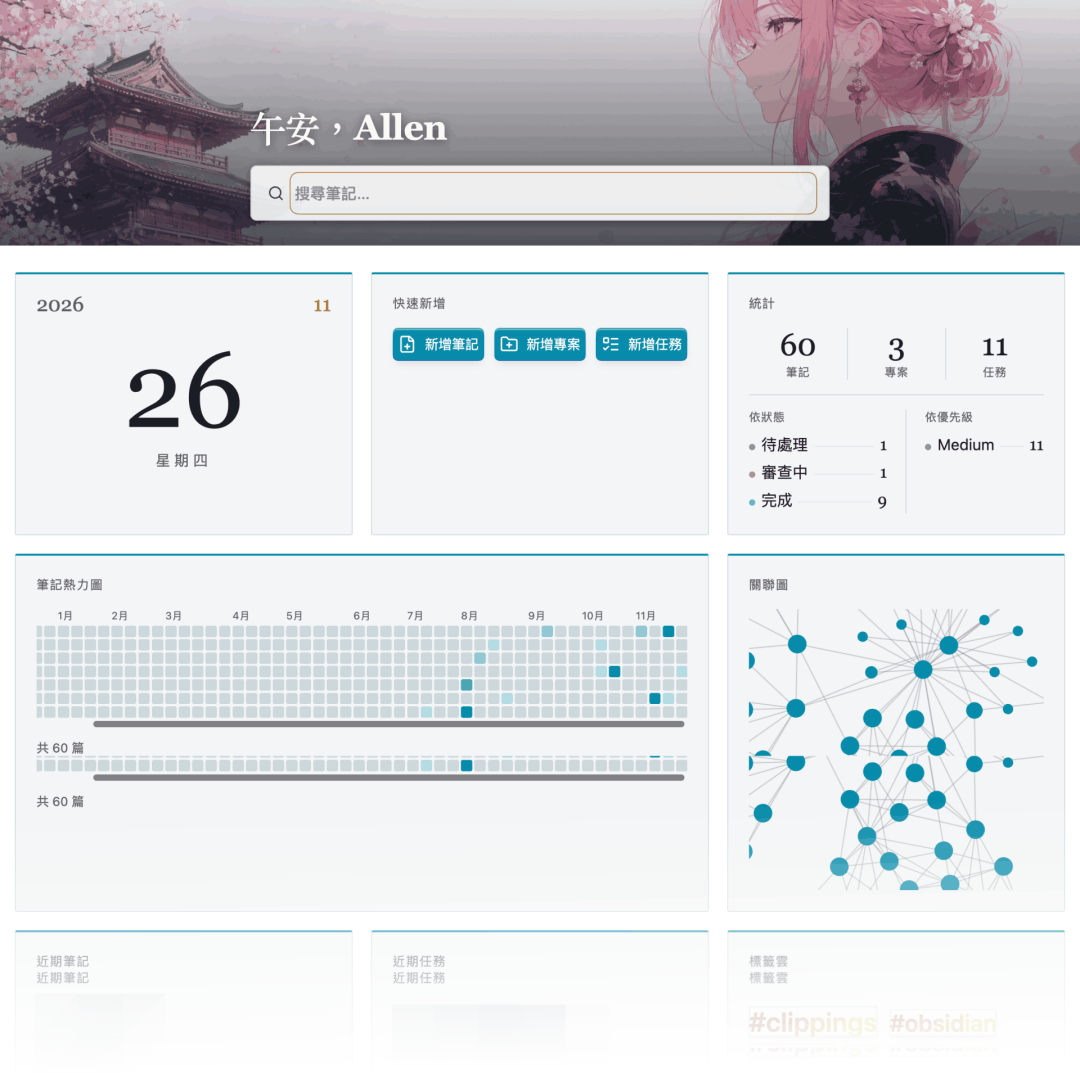 午安，Allen
搜尋筆記...
2026
11
26
星期四
快速新增
新增筆記
新增專案
新增任務
統計
60
筆記
3
專案
11
任務
依狀態
待處理 1
審查中 1
完成 9
依優先級
Medium 11
筆記熱力圖
1月 2月 3月 4月 5月 6月 7月 8月 9月 10月 11月
共 60 篇
共 60 篇
關聯圖
近期筆記
近期筆記
近期任務
近期任務
標籤雲
標籤雲
#clippings #obsidian